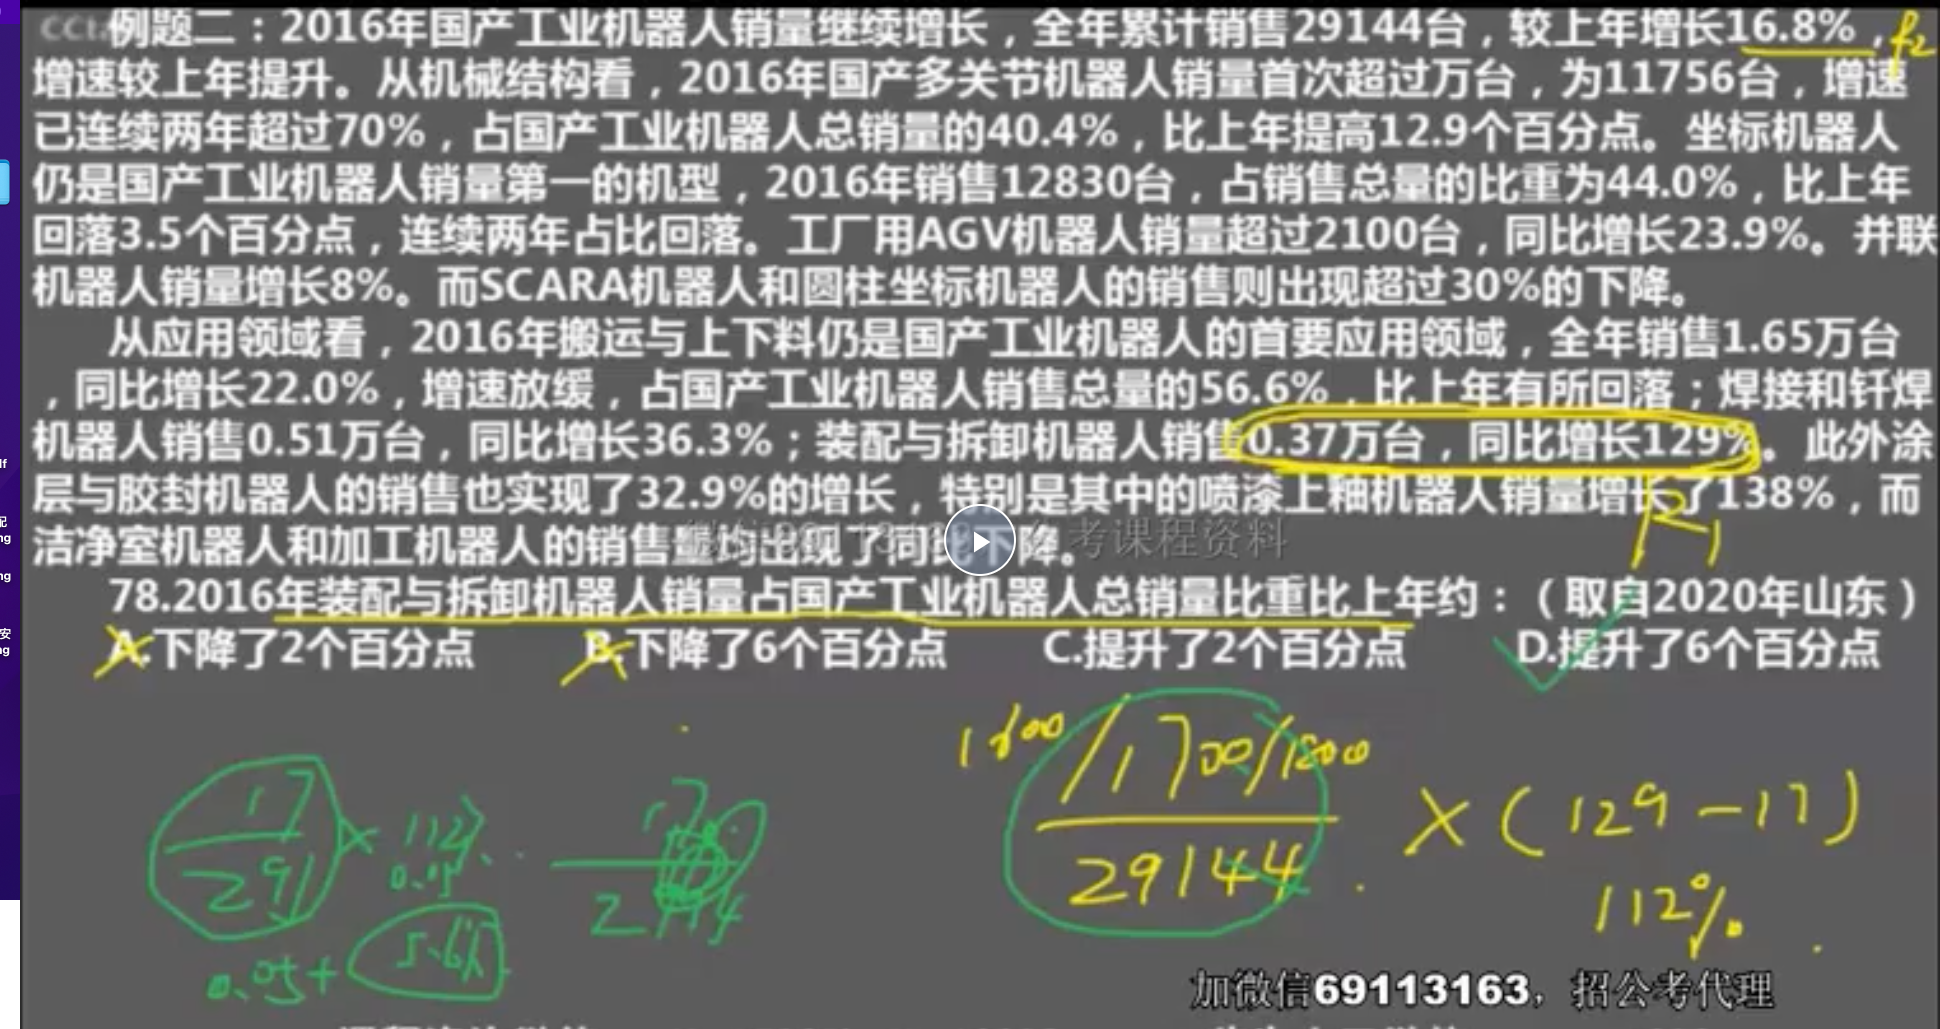 例题二：2016年国产工业机器人销量继续增长，全年累计销售29144台，较上年增长16.8%，
增速较上年提升。从机械结构看，2016年国产多关节机器人销量首次超过万台，为11756台，增速
已连续两年超过70%，占国产工业机器人总销量的40.4%，比上年提高12.9个百分点。坐标机器人
仍是国产工业机器人销量第一的机型，2016年销售12830台，占销售总量的比重为44.0%，比上年
回落3.5个百分点，连续两年占比回落。工厂用AGV机器人销量超过2100台，同比增长23.9%。并联
机器人销量增长8%。而SCARA机器人和圆柱坐标机器人的销售则出现超过30%的下降。
从应用领域看，2016年搬运与上下料仍是国产工业机器人的首要应用领域，全年销售1.65万台
，同比增长22.0%，增速放缓，占国产工业机器人销售总量的56.6%，比上年有所回落；焊接和钎焊
机器人销售0.51万台，同比增长36.3%；装配与拆卸机器人销售0.37万台，同比增长129%。此外涂
层与胶封机器人的销售也实现了32.9%的增长，特别是其中的喷漆上釉机器人销量增长了138%，而
洁净室机器人和加工机器人的销售量均出现了同 下降。
考课程资料
R1
78.2016年装配与拆卸机器人销量占国产工业机器人总销量比重比上年约：（取自2020年山东）
A.下降了2个百分点 B.下降了6个百分点 C.提升了2个百分点 D.提升了6个百分点
1600/1700/1800
29144
×(129-17)
112%
17
29
×112%
0.05+
5.6%
加微信69113163，招公考代理